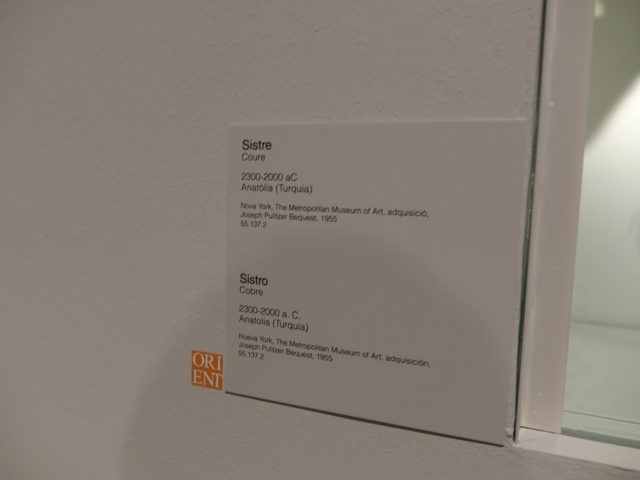 Sistre
Coure
2300-2000 aC
Anatòlia (Turquia)
Nova York, The Metropolitan Museum of Art, adquisició,
Joseph Pulitzer Bequest, 1955
55.137.2
Sistro
Cobre
2300-2000 a. C.
Anatolia (Turquía)
Nueva York, The Metropolitan Museum of Art, adquisición,
Joseph Pulitzer Bequest, 1955
55.137.2
ORI
ENT